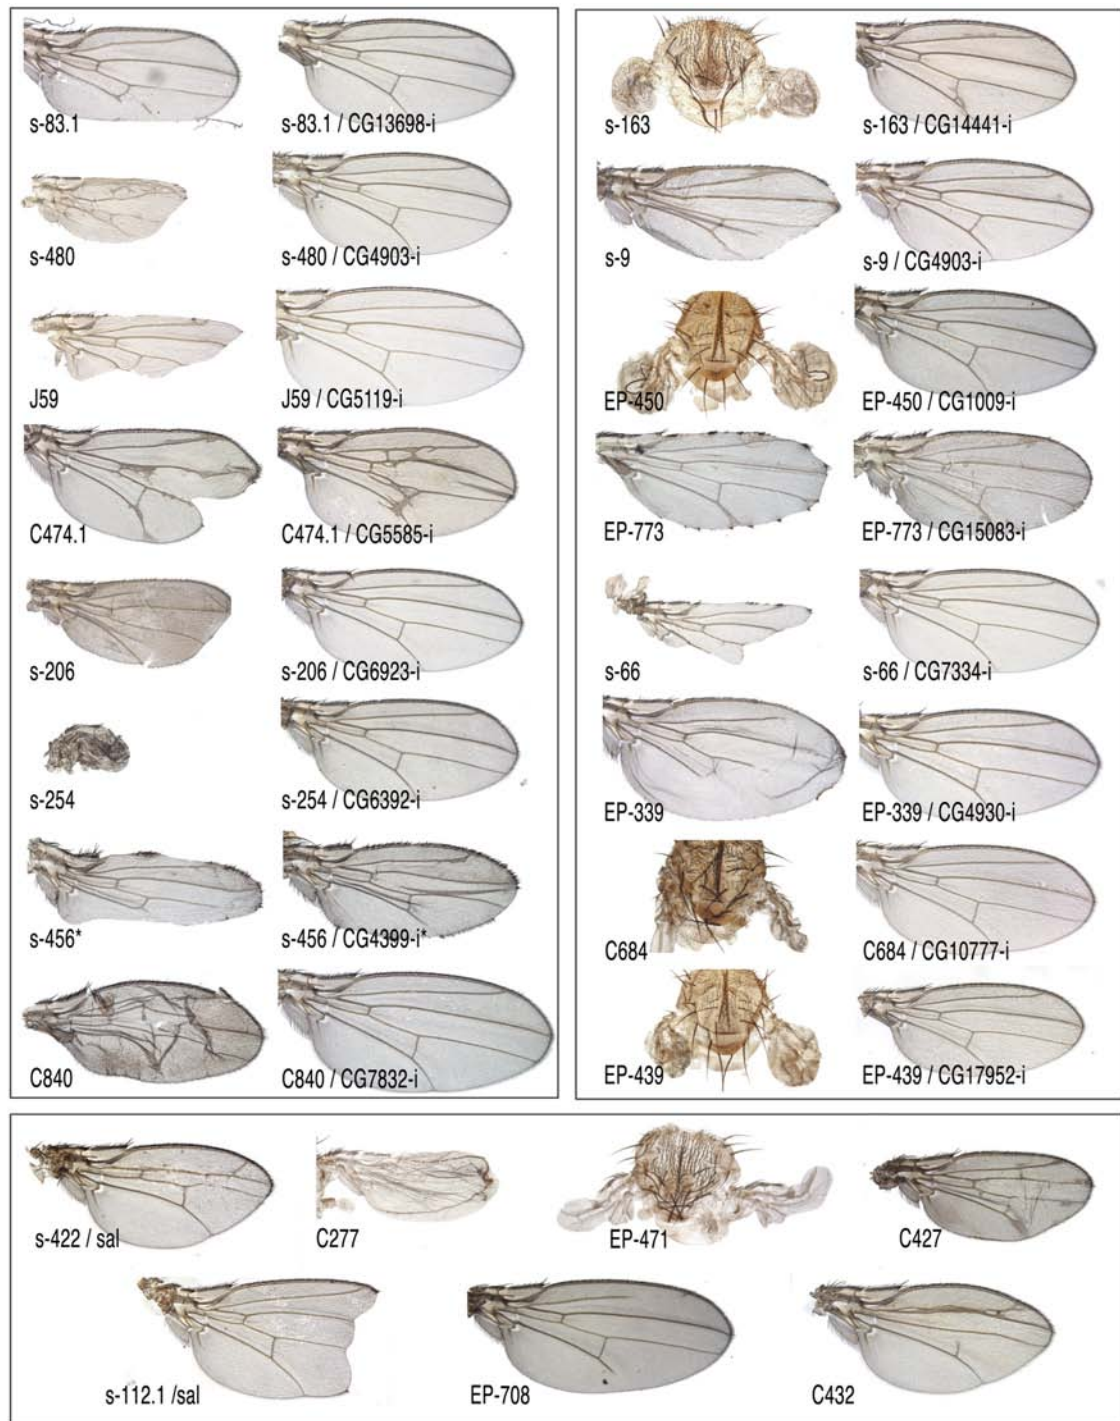 s-83.1
s-83.1 / CG13698-i
s-480
s-480 / CG4903-i
J59
J59 / CG5119-i
C474.1
C474.1 / CG5585-i
s-206
s-206 / CG6923-i
s-254
s-254 / CG6392-i
s-456*
s-456 / CG4399-i*
C840
C840 / CG7832-i
s-163
s-163 / CG14441-i
s-9
s-9 / CG4903-i
EP-450
EP-450 / CG1009-i
EP-773
EP-773 / CG15083-i
s-66
s-66 / CG7334-i
EP-339
EP-339 / CG4930-i
C684
C684 / CG10777-i
EP-439
EP-439 / CG17952-i
s-422 / sal
C277
EP-471
C427
s-112.1 /sal
EP-708
C432